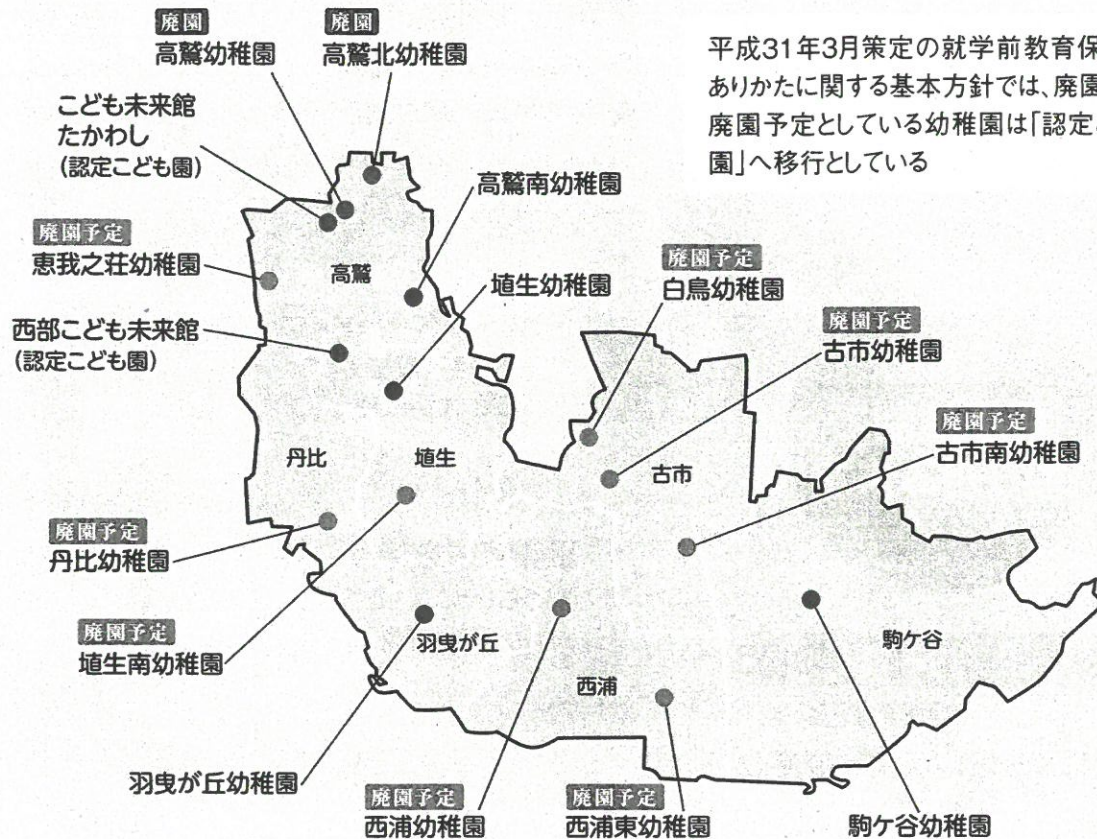 廃園
高鷲幼稚園
廃園
高鷲北幼稚園
平成31年3月策定の就学前教育保
ありかたに関する基本方針では、廃園
廃園予定としている幼稚園は「認定
園」へ移行としている
こども未来館
たかわし
(認定こども園)
高鷲南幼稚園
廃園予定
恵我之荘幼稚園
高鷲
埴生幼稚園
廃園予定
白鳥幼稚園
西部こども未来館
(認定こども園)
廃園予定
古市幼稚園
廃園予定
古市南幼稚園
丹比
埴生
古市
廃園予定
丹比幼稚園
廃園予定
埴生南幼稚園
羽曳が丘
駒ケ谷
西浦
羽曳が丘幼稚園
廃園予定
西浦幼稚園
廃園予定
西浦東幼稚園
駒ケ谷幼稚園